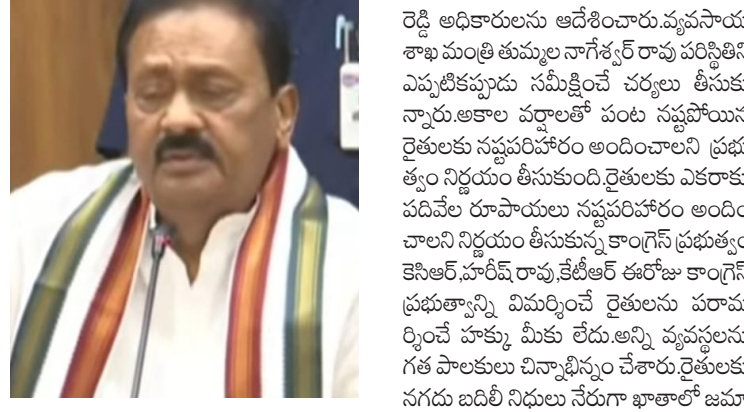 రెడ్డి అధికారులను ఆదేశించారు.వ్యవసాయ
శాఖ మంత్రి తుమ్మల నాగేశ్వర్ రావు పరిస్థితిని
ఎప్పటికప్పుడు సమీక్షించే చర్యలు తీసుకు
న్నారు.అకాల వర్షాలతో పంట నష్టపోయిన
రైతులకు నష్టపరిహారం అందించాలని ప్రభు
త్వం నిర్ణయం తీసుకుంది.రైతులకు ఎకరాకు
పదివేల రూపాయలు నష్టపరిహారం అందిం
చాలని నిర్ణయం తీసుకున్న కాంగ్రెస్ ప్రభుత్వం
కెసిఆర్,హరీష్ రావు,కేటీఆర్ ఈరోజు కాంగ్రెస్
ప్రభుత్వాన్ని విమర్శించే రైతులను పరామ
ర్శించే హక్కు మీకు లేదు.అన్ని వ్యవస్థలను
గత పాలకులు చిన్నాభిన్నం చేశారు.రైతులకు
నగదు బదిలీ నిధులు నేరుగా ఖాతాలో జమా